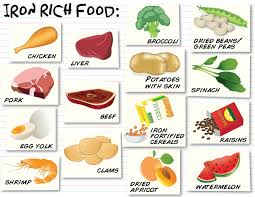 IRON RICH FOOD:
CHICKEN
LIVER
BROCCOLI
DRIED BEANS/
GREEN PEAS
PORK
BEEF
POTATOES
WITH SKIN
SPINACH
EGG YOLK
CLAMS
IRON
FORTIFIED
CEREALS
RAISINS
SHRIMP
DRIED
APRICOT
WATERMELON